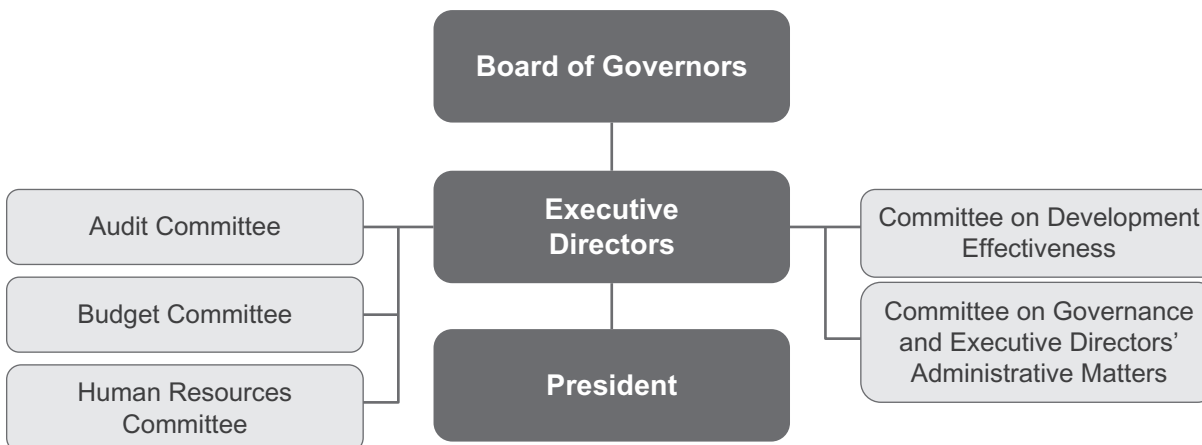 Board of Governors
Executive
Directors
President
Audit Committee
Budget Committee
Human Resources
Committee
Committee on Development
Effectiveness
Committee on Governance
and Executive Directors’
Administrative Matters